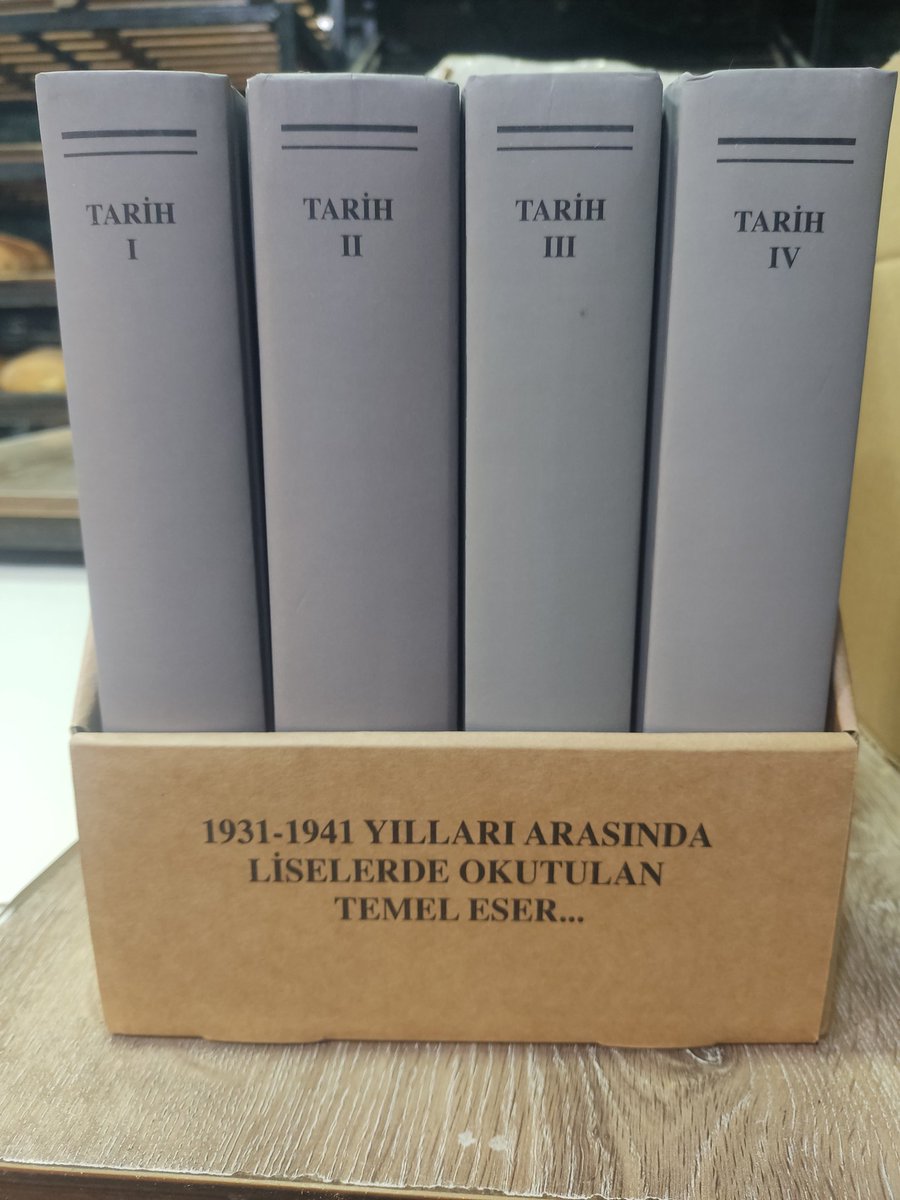 TARİH
I
TARİH
II
TARİH
III
TARİH
IV
1931-1941 YILLARI ARASINDA
LİSELERDE OKUTULAN
TEMEL ESER...